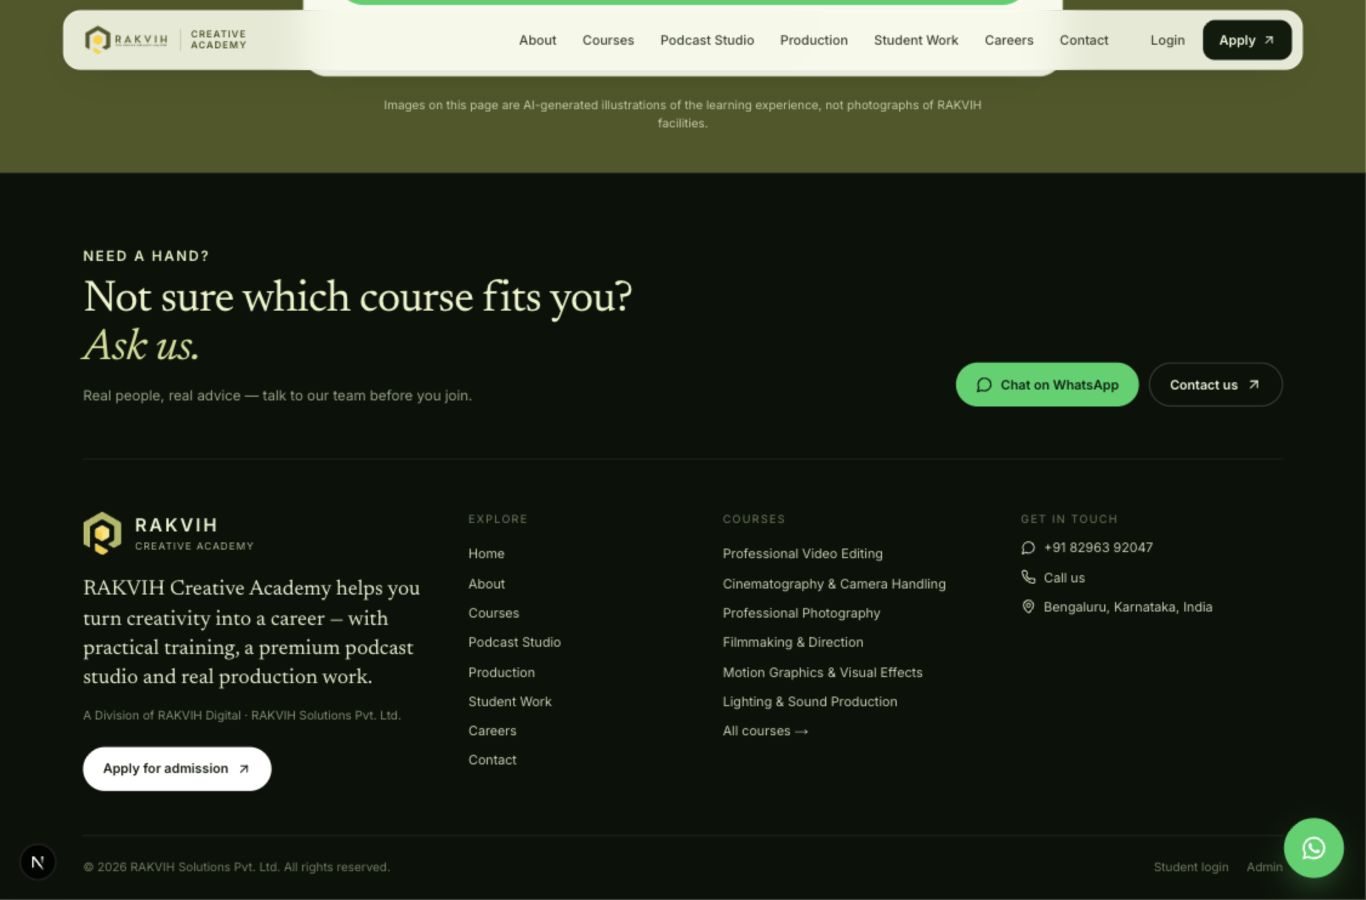 RAKVIH
CREATIVE
ACADEMY
About
Courses
Podcast Studio
Production
Student Work
Careers
Contact
Login
Apply ↗
Images on this page are AI-generated illustrations of the learning experience, not photographs of RAKVIH
facilities.
NEED A HAND?
Not sure which course fits you?
Ask us.
Real people, real advice — talk to our team before you join.
Chat on WhatsApp
Contact us ↗
RAKVIH
CREATIVE ACADEMY
RAKVIH Creative Academy helps you
turn creativity into a career — with
practical training, a premium podcast
studio and real production work.
A Division of RAKVIH Digital · RAKVIH Solutions Pvt. Ltd.
Apply for admission ↗
EXPLORE
Home
About
Courses
Podcast Studio
Production
Student Work
Careers
Contact
COURSES
Professional Video Editing
Cinematography & Camera Handling
Professional Photography
Filmmaking & Direction
Motion Graphics & Visual Effects
Lighting & Sound Production
All courses →
GET IN TOUCH
+91 82963 92047
Call us
Bengaluru, Karnataka, India
N
© 2026 RAKVIH Solutions Pvt. Ltd. All rights reserved.
Student login
Admin